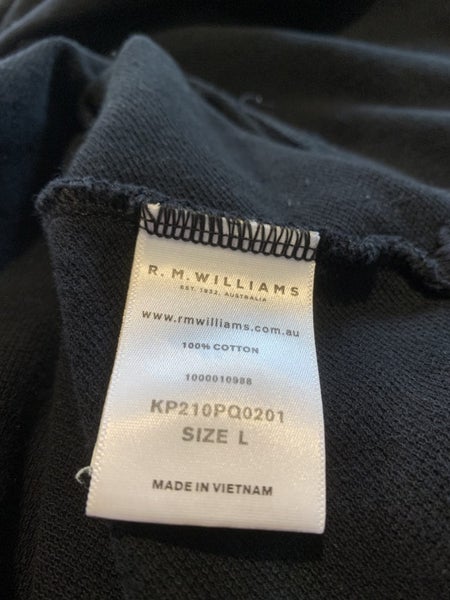 R.M.WILLIAMS
EST. 1932, AUSTRALIA
www.rmwilliams.com.au
100% COTTON
1000010988
KP210PQ0201
SIZE L
MADE IN VIETNAM